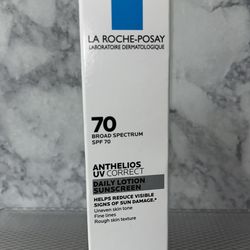 LA ROCHE-POSAY
LABORATOIRE DERMATOLOGIQUE
70
BROAD SPECTRUM
SPF 70
ANTHELIOS
UV CORRECT
DAILY LOTION
SUNSCREEN
HELPS REDUCE VISIBLE
SIGNS OF SUN DAMAGE.*
Uneven skin tone
Fine lines
Rough skin texture